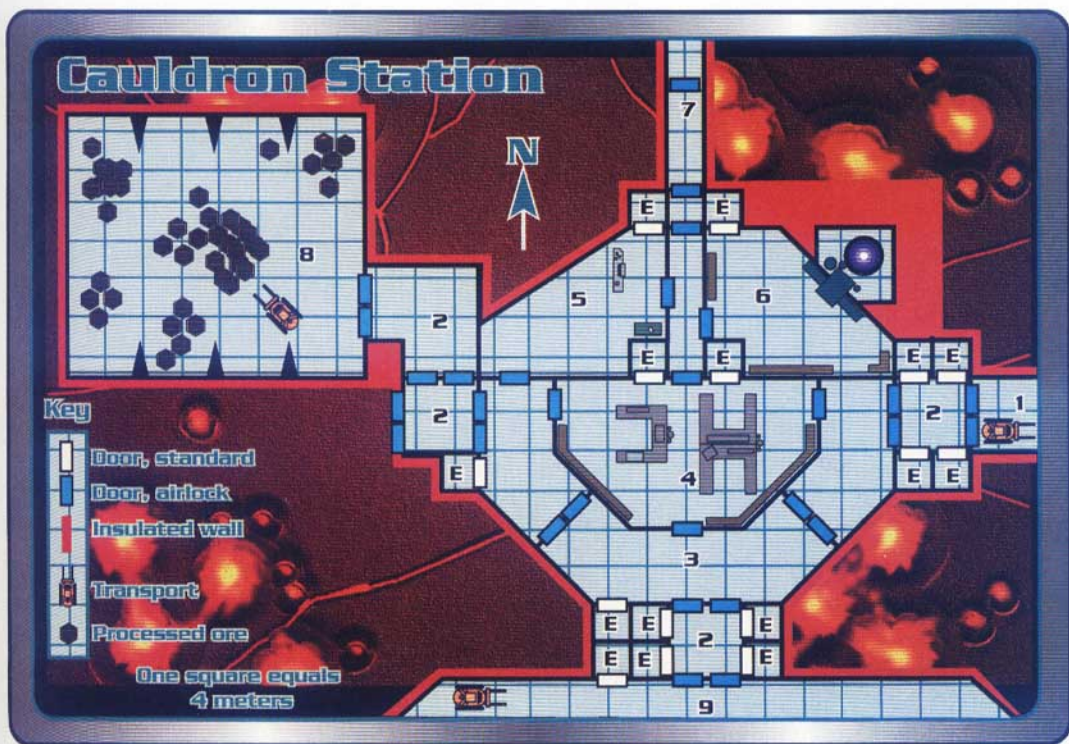 Cauldron Station
7
N
E E
8
5
6
2
E E
E E
1
2
2
Key
Door, standard
E
E E
4
Door, airlock
Insulated wall
3
Transport
E E 2 E
Processed ore
E E E
One square equals
4 meters
9